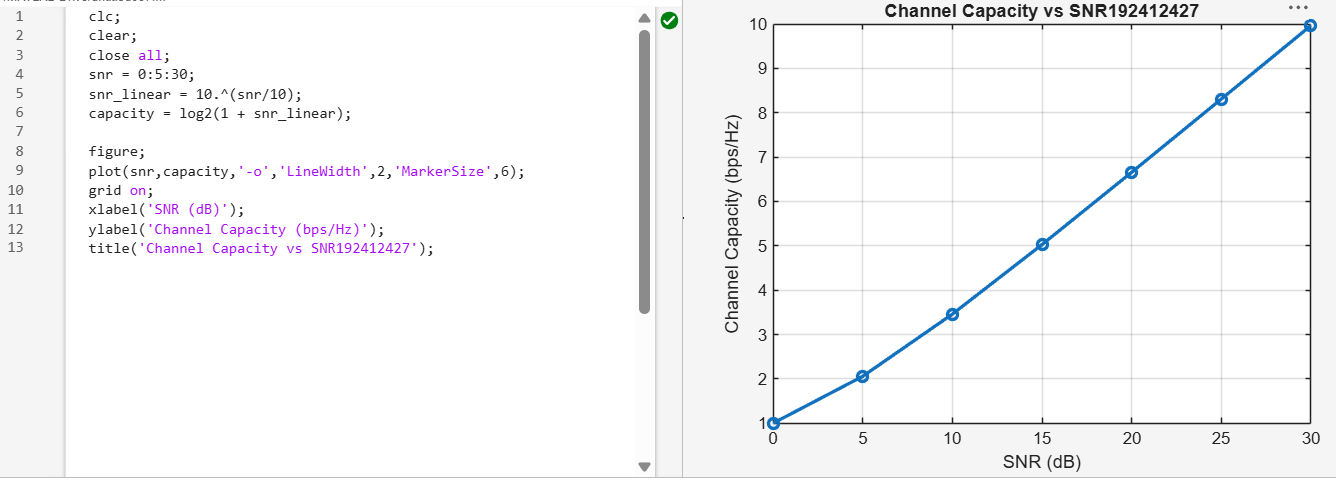 1 clc;
2 clear;
3 close all;
4 snr = 0:5:30;
5 snr_linear = 10.^(snr/10);
6 capacity = log2(1 + snr_linear);
7
8 figure;
9 plot(snr,capacity,'-o','LineWidth',2,'MarkerSize',6);
10 grid on;
11 xlabel('SNR (dB)');
12 ylabel('Channel Capacity (bps/Hz)');
13 title('Channel Capacity vs SNR192412427');
Channel Capacity vs SNR192412427
Channel Capacity (bps/Hz)
10
9
8
7
6
5
4
3
2
1
0 5 10 15 20 25 30
SNR (dB)